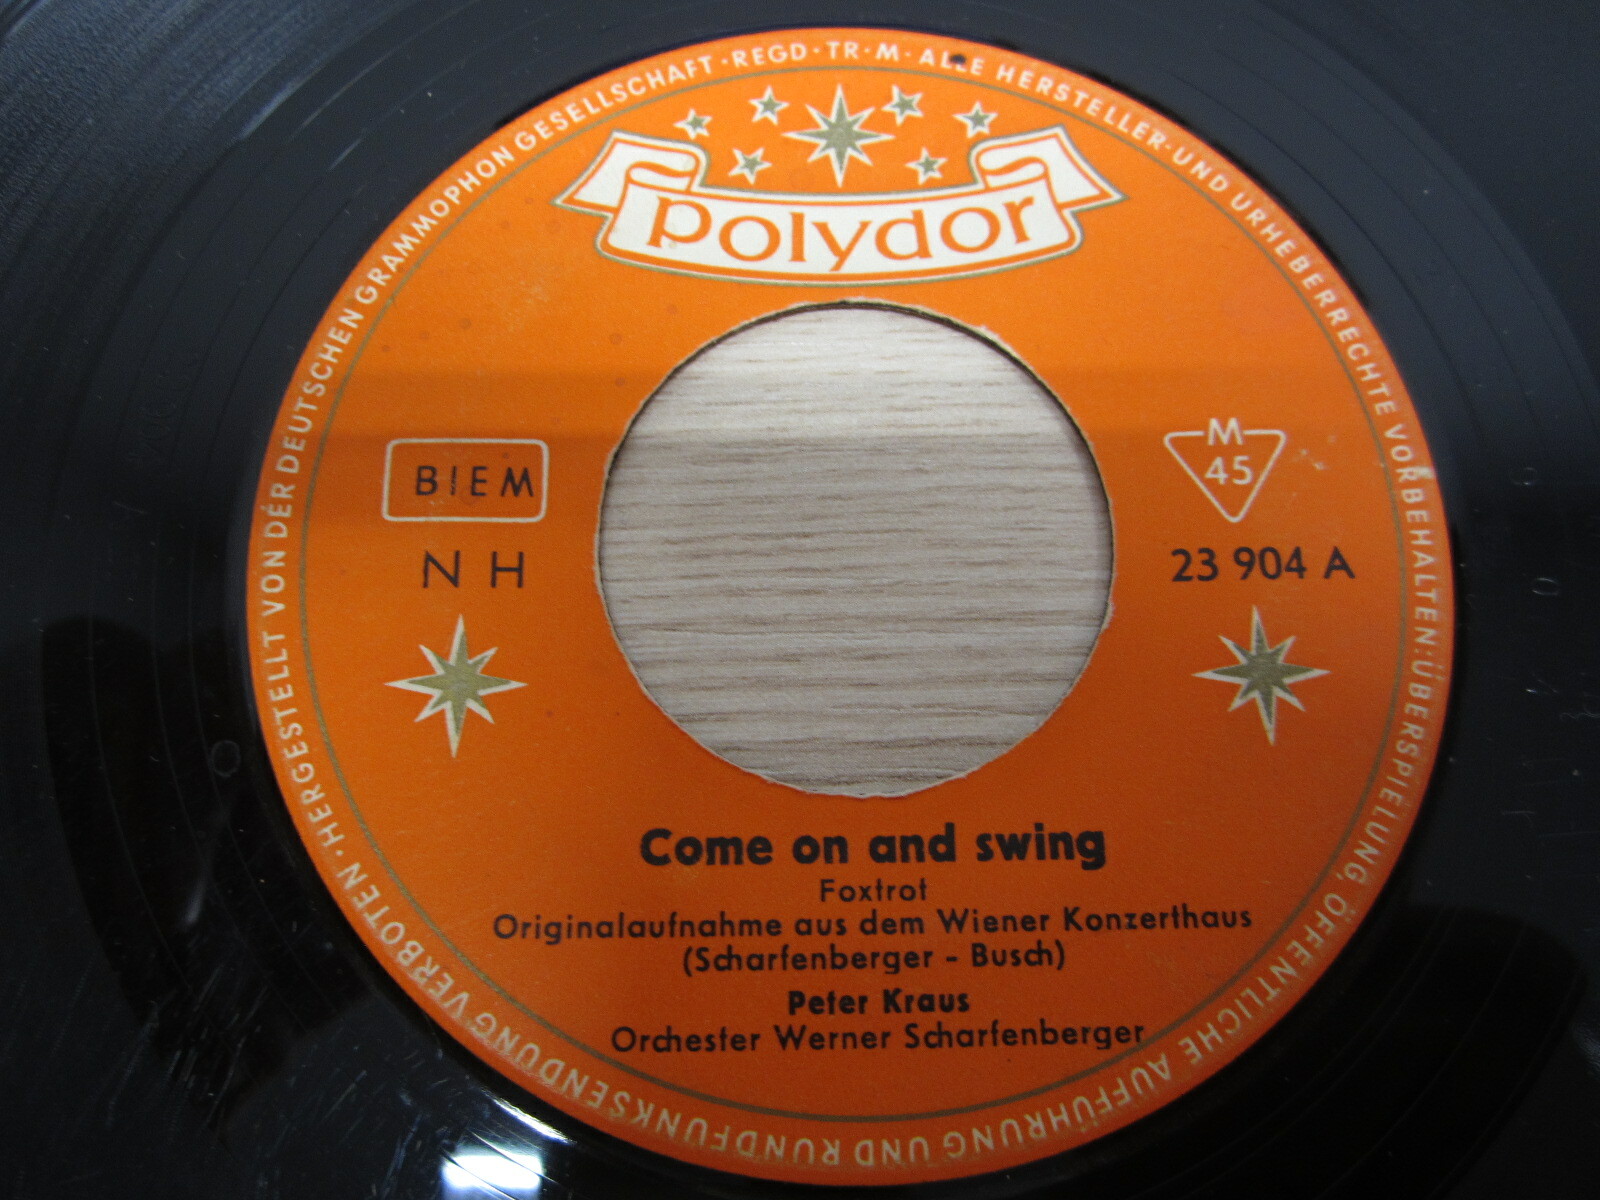 HERGESTELLT VON DER DEUTSCHEN GRAMMOPHON GESELLSCHAFT · REGD · TR · M · ALLE HERSTELLER- UND URHEBERRECHTE VORBEHALTEN: ÜBERSPIELUNG, ÖFFENTLICHE AUFFÜHRUNG UND RUNDFUNKSENDUNG VERBOTEN ·
polydor
BIEM
M
45
N H
23 904 A
Come on and swing
Foxtrot
Originalaufnahme aus dem Wiener Konzerthaus
(Scharfenberger - Busch)
Peter Kraus
Orchester Werner Scharfenberger